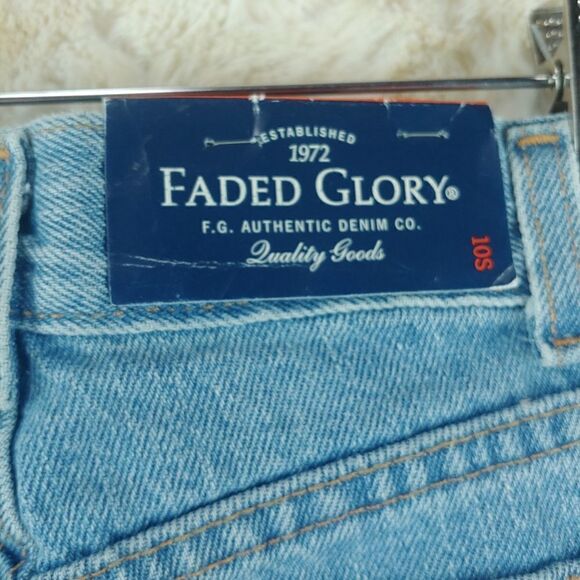 ESTABLISHED
1972
FADED GLORY®
F.G. AUTHENTIC DENIM CO.
Quality Goods
10S